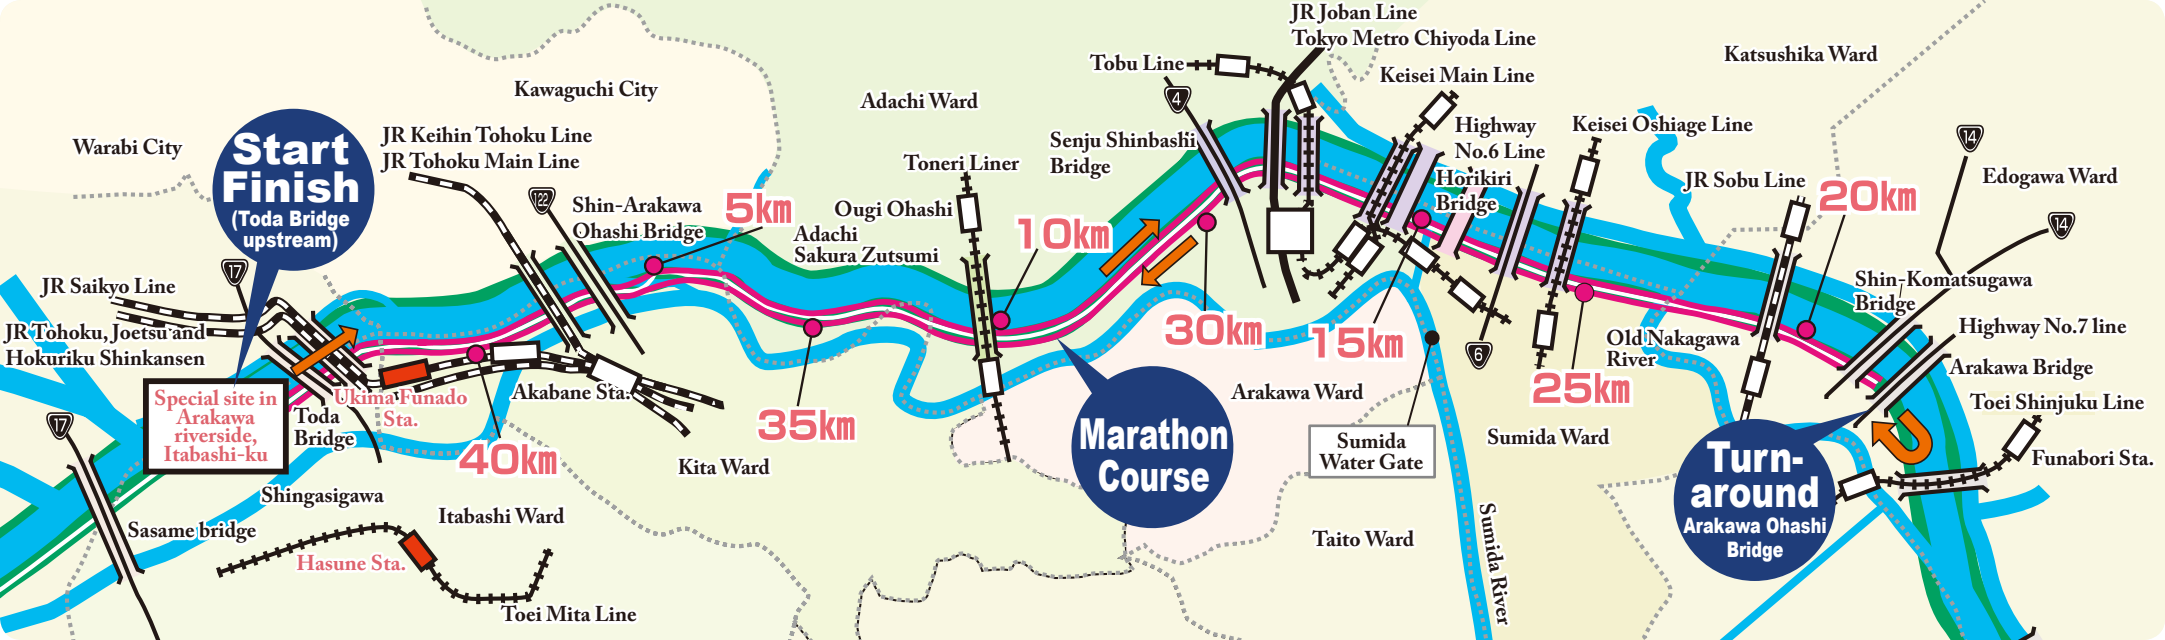 JR Joban Line
Tokyo Metro Chiyoda Line
Tobu Line
Keisei Main Line
Katsushika Ward
Kawaguchi City
Adachi Ward
4
Highway
No.6 Line
Keisei Oshiage Line
14
Warabi City
Start
Finish
(Toda Bridge
upstream)
JR Keihin Tohoku Line
JR Tohoku Main Line
Senju Shinbashi
Bridge
Toneri Liner
Horikiri
Bridge
JR Sobu Line
20km
Edogawa Ward
122
Shin-Arakawa
Ohashi Bridge
5km
Ougi Ohashi
10km
Adachi
Sakura Zutsumi
14
17
JR Saikyo Line
Shin-Komatsugawa
Bridge
JR Tohoku, Joetsu and
Hokuriku Shinkansen
30km
15km
6
Old Nakagawa
River
Highway No.7 line
Arakawa Bridge
Special site in
Arakawa
riverside,
Itabashi-ku
Ukima Funado
Sta.
Akabane Sta.
Arakawa Ward
25km
Toei Shinjuku Line
17
Toda
Bridge
35km
Marathon
Course
Sumida
Water Gate
Sumida Ward
40km
Kita Ward
Turn-
around
Arakawa Ohashi
Bridge
Funabori Sta.
Shingasigawa
Sasame bridge
Itabashi Ward
Taito Ward
Sumida River
Hasune Sta.
Toei Mita Line